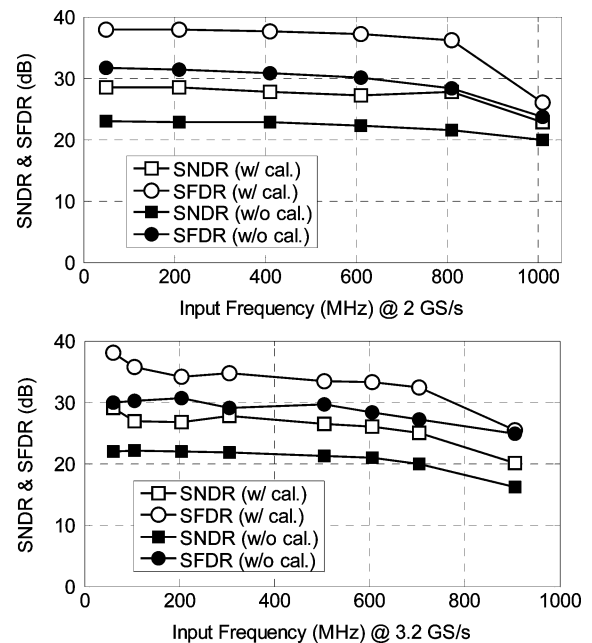 SNDR & SFDR (dB)
40
30
20
10
0
SNDR (w/ cal.)
SFDR (w/ cal.)
SNDR (w/o cal.)
SFDR (w/o cal.)
0 200 400 600 800 1000
Input Frequency (MHz) @ 2 GS/s
SNDR & SFDR (dB)
40
30
20
10
0
SNDR (w/ cal.)
SFDR (w/ cal.)
SNDR (w/o cal.)
SFDR (w/o cal.)
0 200 400 600 800 1000
Input Frequency (MHz) @ 3.2 GS/s